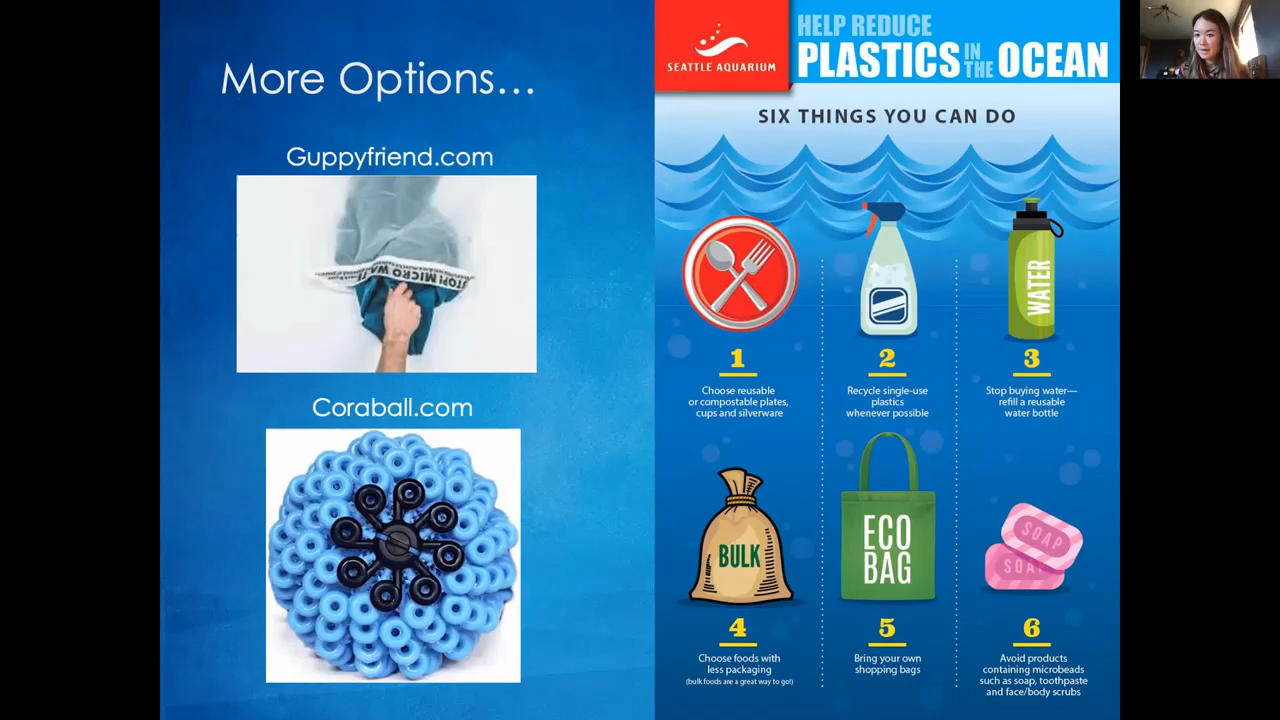 More Options...
Guppyfriend.com
STOP! MICRO WA
Coraball.com
SEATTLE AQUARIUM
HELP REDUCE
PLASTICS IN THE OCEAN
SIX THINGS YOU CAN DO
WATER
1
Choose reusable
or compostable plates,
cups and silverware
2
Recycle single-use
plastics
whenever possible
3
Stop buying water—
refill a reusable
water bottle
BULK
ECO
BAG
SOAP
SOAP
4
Choose foods with
less packaging
(bulk foods are a great way to go!)
5
Bring your own
shopping bags
6
Avoid products
containing microbeads
such as soap, toothpaste
and face/body scrubs